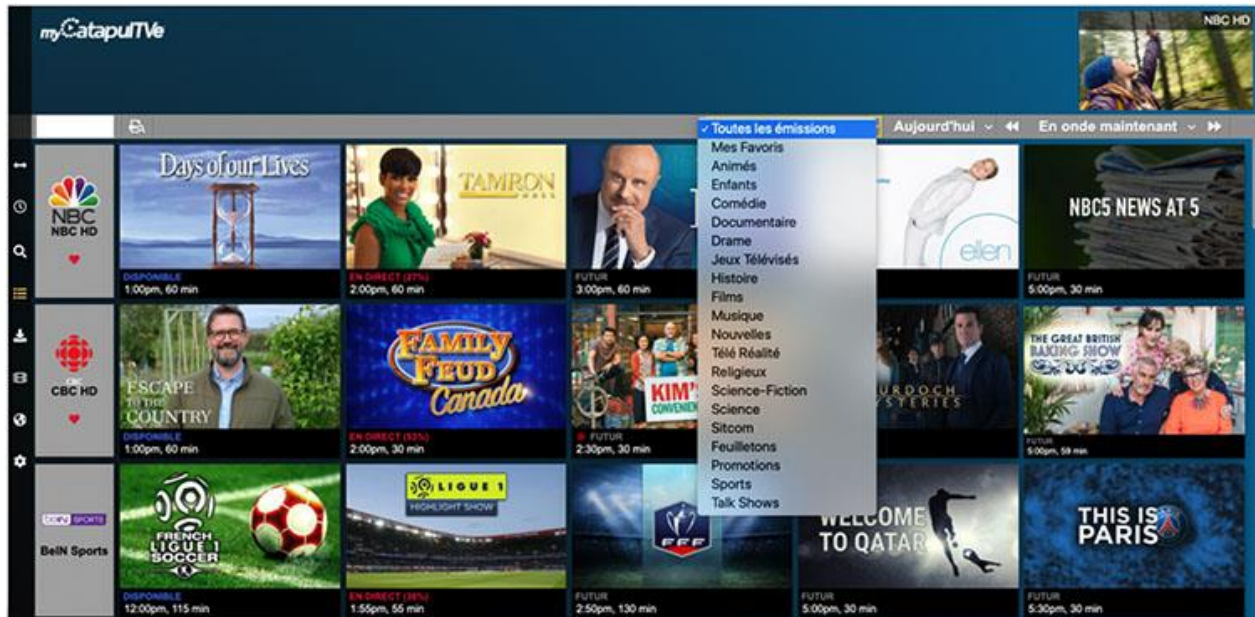 myCatapulTVe
NBC HD
Toutes les émissions
Aujourd'hui
En onde maintenant
Mes Favoris
Animés
Enfants
Comédie
Documentaire
Drame
Jeux Télévisés
Histoire
Films
Musique
Nouvelles
Télé Réalité
Religieux
Science-Fiction
Science
Sitcom
Feuilletons
Promotions
Sports
Talk Shows
NBC
NBC HD
Days of our Lives
DISPONIBLE
1:00pm, 60 min
TAMRON
EN DIRECT (27%)
2:00pm, 60 min
FUTUR
3:00pm, 60 min
ellen
NBC5 NEWS AT 5
FUTUR
5:00pm, 30 min
CBC
CBC HD
ESCAPE
TO THE
COUNTRY
DISPONIBLE
1:00pm, 60 min
FAMILY
FEUD
Canada
EN DIRECT (53%)
2:00pm, 30 min
KIM'S
FUTUR
2:30pm, 30 min
THE GREAT BRITISH
BAKING SHOW
FUTUR
5:00pm, 59 min
beIN SPORTS
BeIN Sports
FRENCH
LIGUE 1
SOCCER
DISPONIBLE
12:00pm, 115 min
LIGUE 1
HIGHLIGHT SHOW
EN DIRECT (38%)
1:55pm, 55 min
FFF
FUTUR
2:50pm, 130 min
WELCOME
TO QATAR
FUTUR
5:00pm, 30 min
THIS IS
PARIS
FUTUR
5:30pm, 30 min